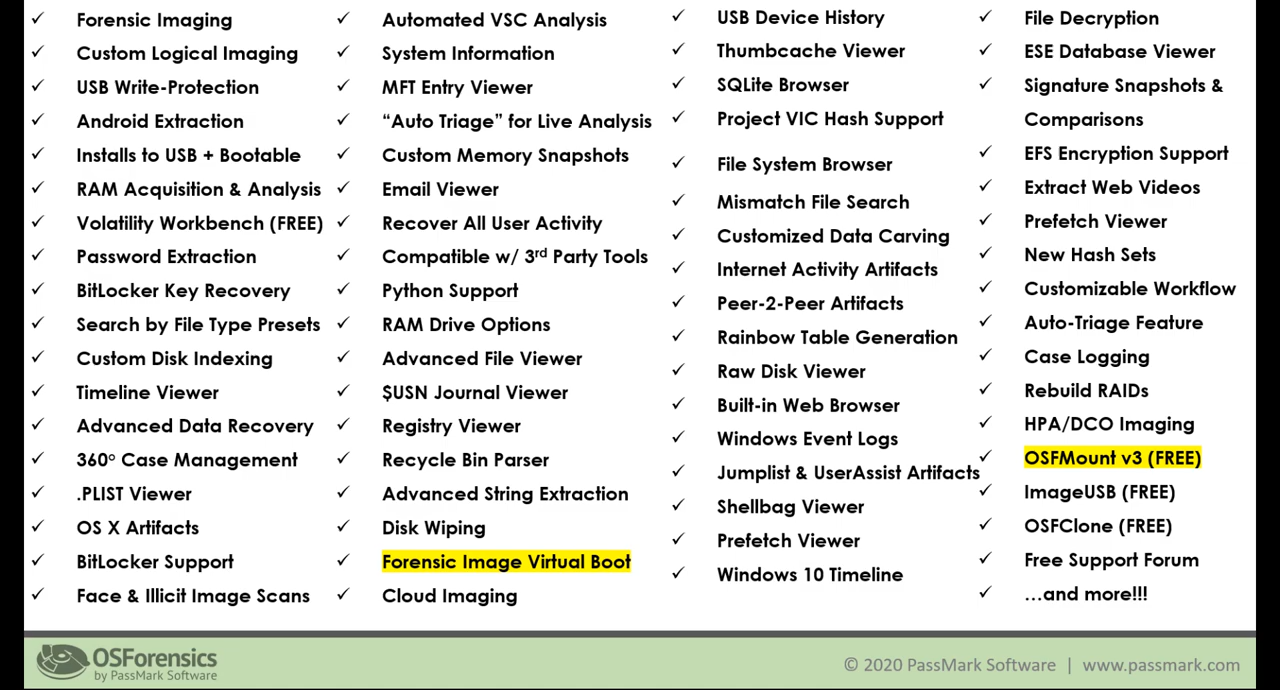 ✓ Forensic Imaging
✓ Custom Logical Imaging
✓ USB Write-Protection
✓ Android Extraction
✓ Installs to USB + Bootable
✓ RAM Acquisition & Analysis
✓ Volatility Workbench (FREE)
✓ Password Extraction
✓ BitLocker Key Recovery
✓ Search by File Type Presets
✓ Custom Disk Indexing
✓ Timeline Viewer
✓ Advanced Data Recovery
✓ 360° Case Management
✓ .PLIST Viewer
✓ OS X Artifacts
✓ BitLocker Support
✓ Face & Illicit Image Scans
✓ Automated VSC Analysis
✓ System Information
✓ MFT Entry Viewer
✓ “Auto Triage” for Live Analysis
✓ Custom Memory Snapshots
✓ Email Viewer
✓ Recover All User Activity
✓ Compatible w/ 3rd Party Tools
✓ Python Support
✓ RAM Drive Options
✓ Advanced File Viewer
✓ $USN Journal Viewer
✓ Registry Viewer
✓ Recycle Bin Parser
✓ Advanced String Extraction
✓ Disk Wiping
✓ Forensic Image Virtual Boot
✓ Cloud Imaging
✓ USB Device History
✓ Thumbcache Viewer
✓ SQLite Browser
✓ Project VIC Hash Support
✓ File System Browser
✓ Mismatch File Search
✓ Customized Data Carving
✓ Internet Activity Artifacts
✓ Peer-2-Peer Artifacts
✓ Rainbow Table Generation
✓ Raw Disk Viewer
✓ Built-in Web Browser
✓ Windows Event Logs
✓ Jumplist & UserAssist Artifacts
✓ Shellbag Viewer
✓ Prefetch Viewer
✓ Windows 10 Timeline
✓ File Decryption
✓ ESE Database Viewer
✓ Signature Snapshots &
Comparisons
✓ EFS Encryption Support
✓ Extract Web Videos
✓ Prefetch Viewer
✓ New Hash Sets
✓ Customizable Workflow
✓ Auto-Triage Feature
✓ Case Logging
✓ Rebuild RAIDs
✓ HPA/DCO Imaging
✓ OSFMount v3 (FREE)
✓ ImageUSB (FREE)
✓ OSFClone (FREE)
✓ Free Support Forum
✓ …and more!!!
OSForensics
by PassMark Software
© 2020 PassMark Software | www.passmark.com